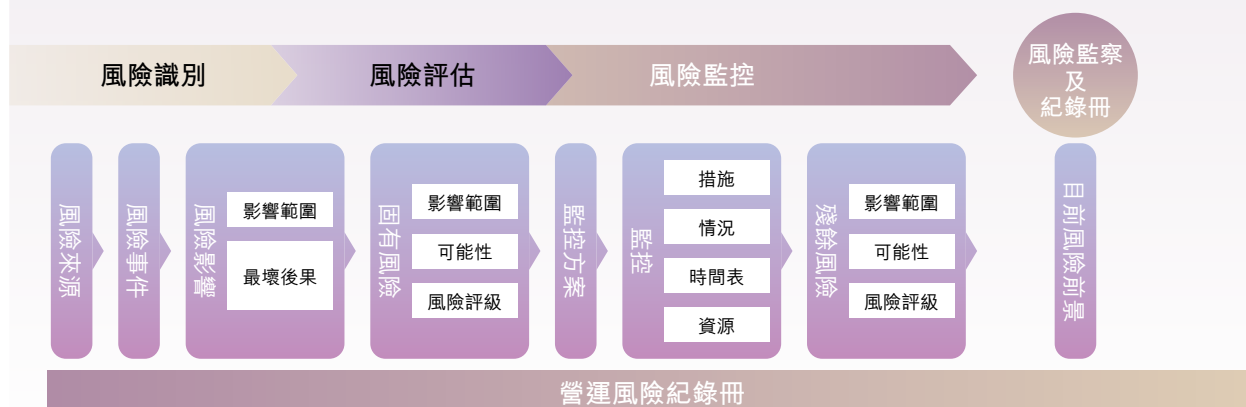 風險識別
風險評估
風險監控
風險監察
及
紀錄冊
風險來源
風險事件
風險影響
影響範圍
最壞後果
固有風險
影響範圍
可能性
風險評級
監控方案
監控
措施
情況
時間表
資源
殘餘風險
影響範圍
可能性
風險評級
目前風險前景
營運風險紀錄冊